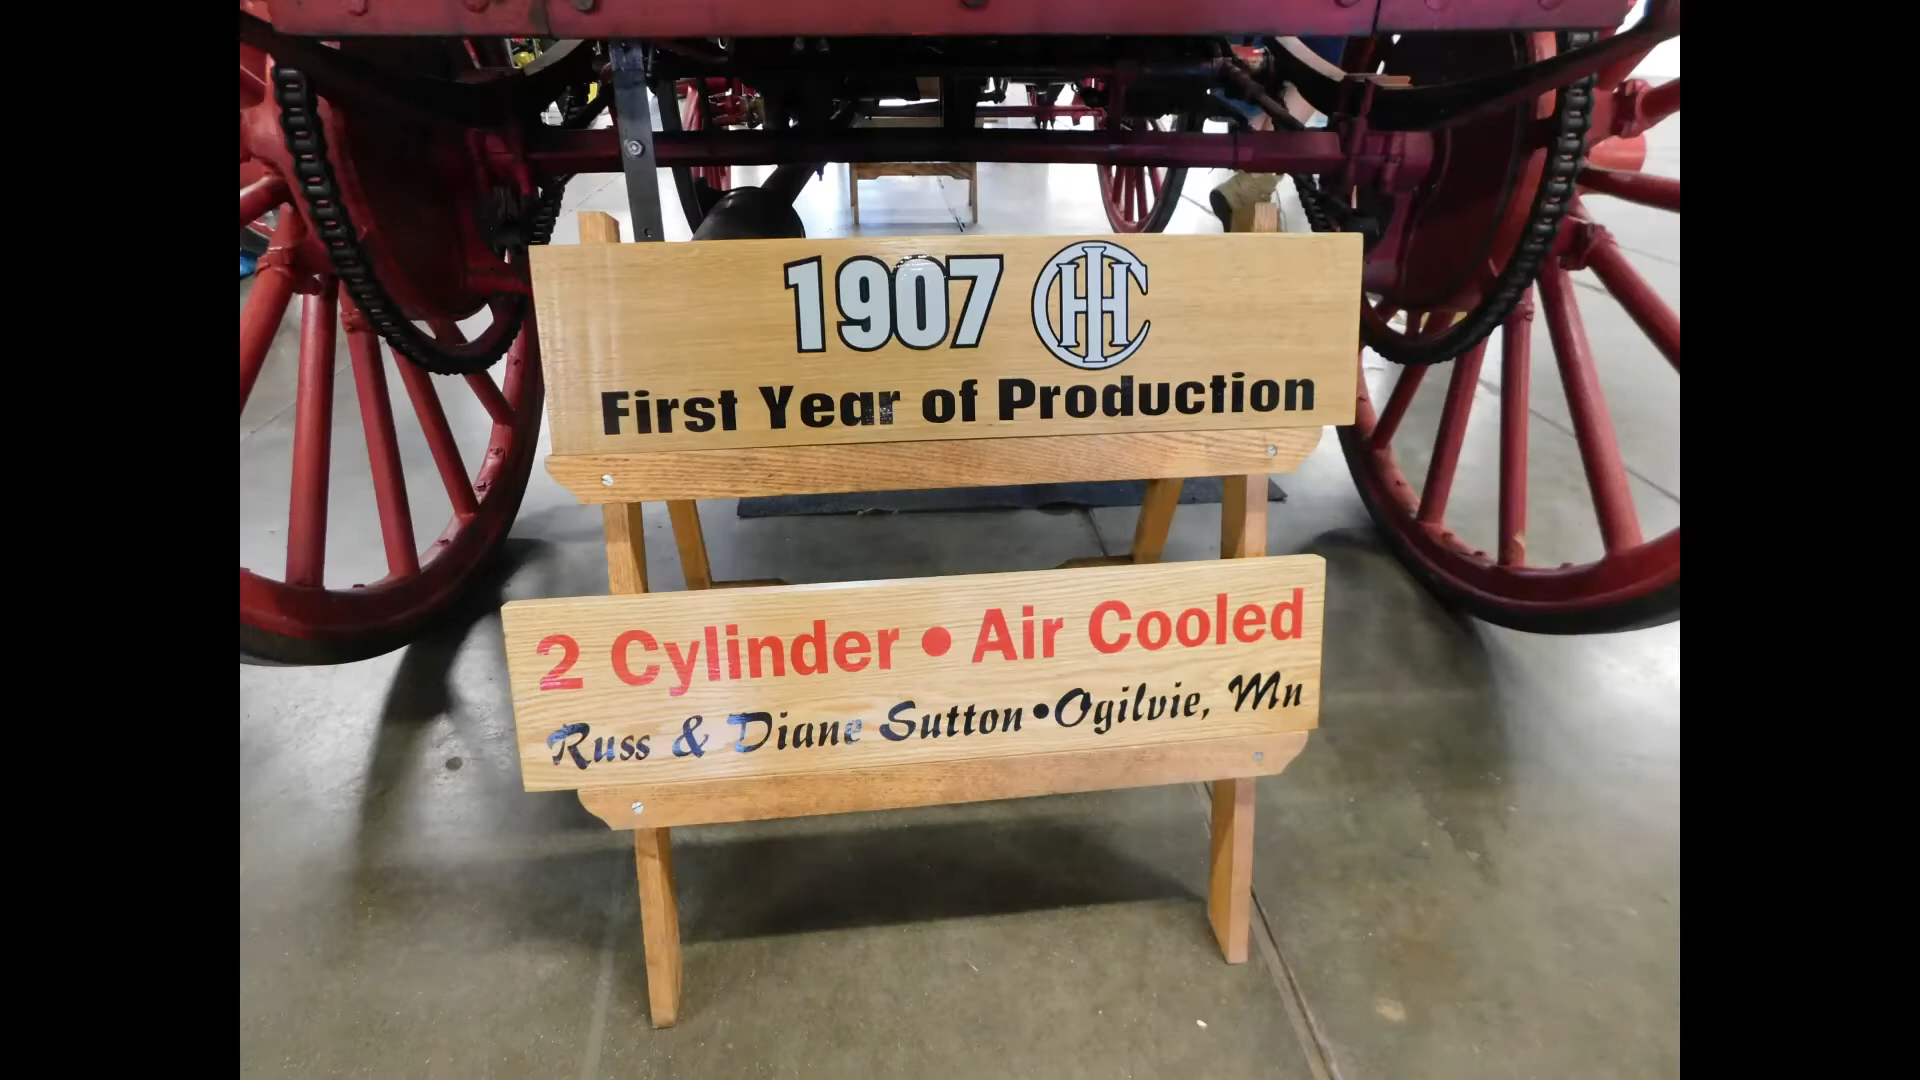 1907 IHC
First Year of Production
2 Cylinder • Air Cooled
Russ & Diane Sutton • Ogilvie, Mn